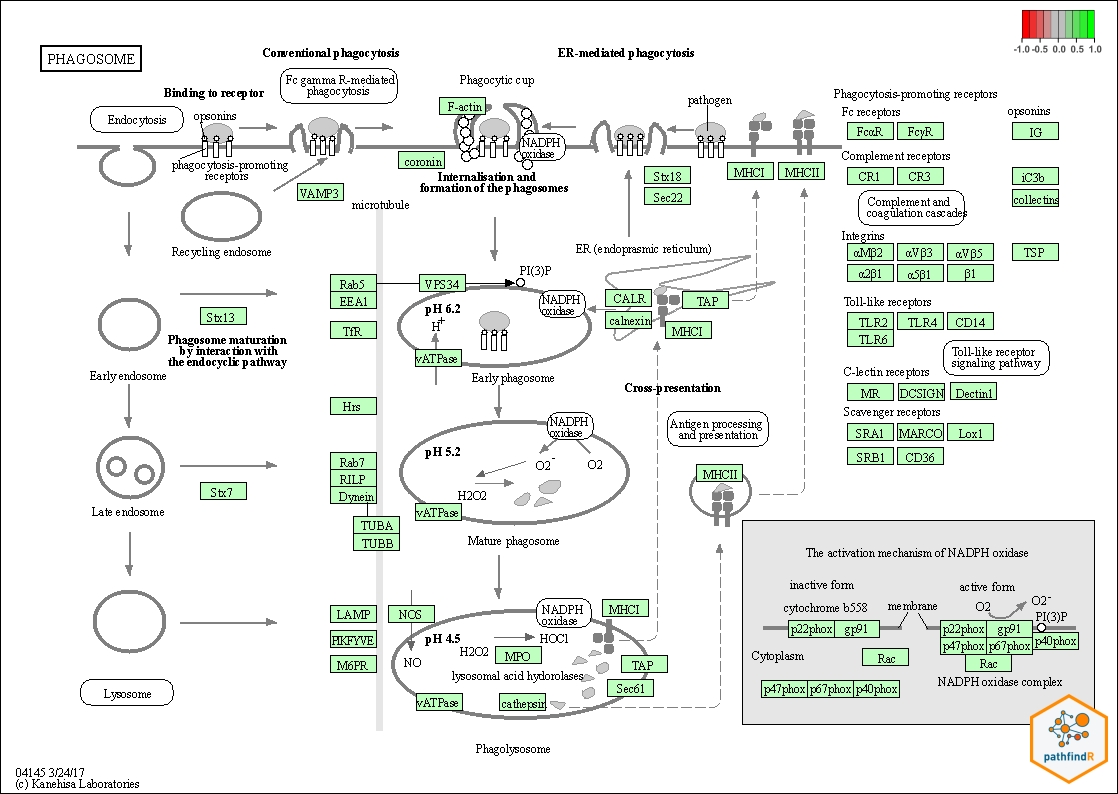 PHAGOSOME
Conventional phagocytosis
ER-mediated phagocytosis
-1.0 -0.5 0.0 0.5 1.0
Fc gamma R-mediated
phagocytosis
Phagocytic cup
Binding to receptor
Endocytosis
opsonins
F-actin
pathogen
NADPH
oxidase
phagocytosis-promoting
receptors
coronin
Internalisation and
formation of the phagosomes
VAMP3
microtubule
Stx18
Sec22
MHCI
MHCII
Recycling endosome
ER (endoprasmic reticulum)
Phagocytosis-promoting receptors
Fc receptors
opsonins
FcαR
FcγR
IG
Complement receptors
CR1
CR3
iC3b
collectins
Complement and
coagulation cascades
Integrins
αMβ2
αVβ3
αVβ5
TSP
α2β1
α5β1
β1
Toll-like receptors
TLR2
TLR4
CD14
TLR6
Toll-like receptor
signaling pathway
C-lectin receptors
MR
DCSIGN
Dectin1
Scavenger receptors
SRA1
MARCO
Lox1
SRB1
CD36
Rab5
EEA1
VPS34
PI(3)P
pH 6.2
H+
NADPH
oxidase
CALR
calnexin
TAP
MHCI
Stx13
TfR
Phagosome maturation
by interaction with
the endocyclic pathway
vATPase
Early endosome
Early phagosome
Cross-presentation
Hrs
NADPH
oxidase
Antigen processing
and presentation
pH 5.2
O2-
O2
H2O2
Rab7
RILP
Dynein
Stx7
vATPase
MHCII
TUBA
TUBB
Late endosome
Mature phagosome
LAMP
NOS
NADPH
oxidase
MHCI
PIKFYVE
pH 4.5
HOCl
H2O2
MPO
M6PR
NO
lysosomal acid hydorolases
TAP
Sec61
vATPase
cathepsin
Lysosome
Phagolysosome
The activation mechanism of NADPH oxidase
inactive form
active form
cytochrome b558
membrane
O2
O2-
PI(3)P
p22phox
gp91
p22phox
gp91
p47phox
p67phox
p40phox
Cytoplasm
Rac
Rac
p47phox
p67phox
p40phox
NADPH oxidase complex
pathfindR
04145 3/24/17
(c) Kanehisa Laboratories